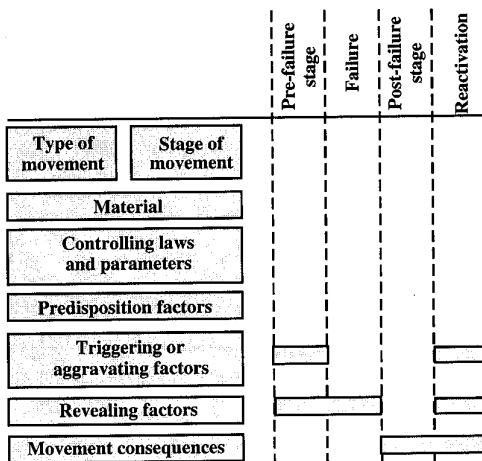 Pre-failure
stage
Failure
Post-failure
stage
Reactivation
Type of
movement
Stage of
movement
Material
Controlling laws
and parameters
Predisposition factors
Triggering or
aggravating factors
Revealing factors
Movement consequences